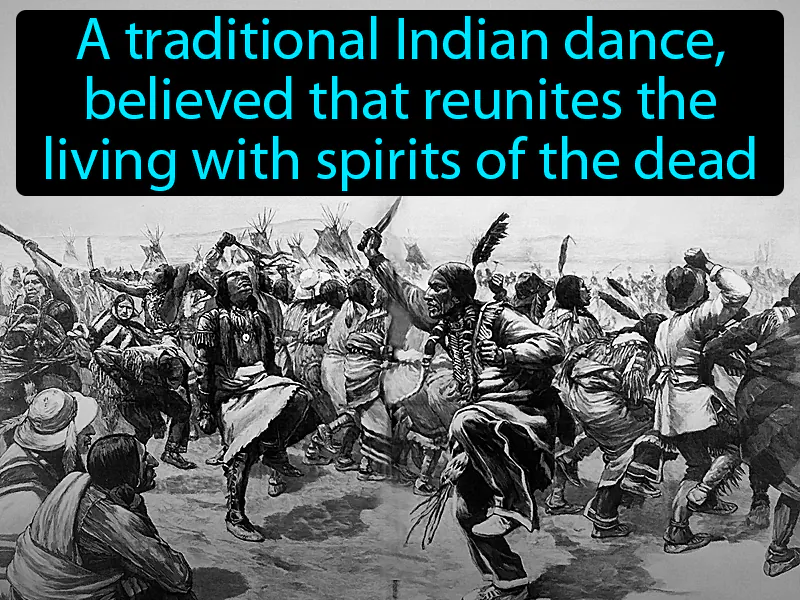 A traditional Indian dance,
believed that reunites the
living with spirits of the dead